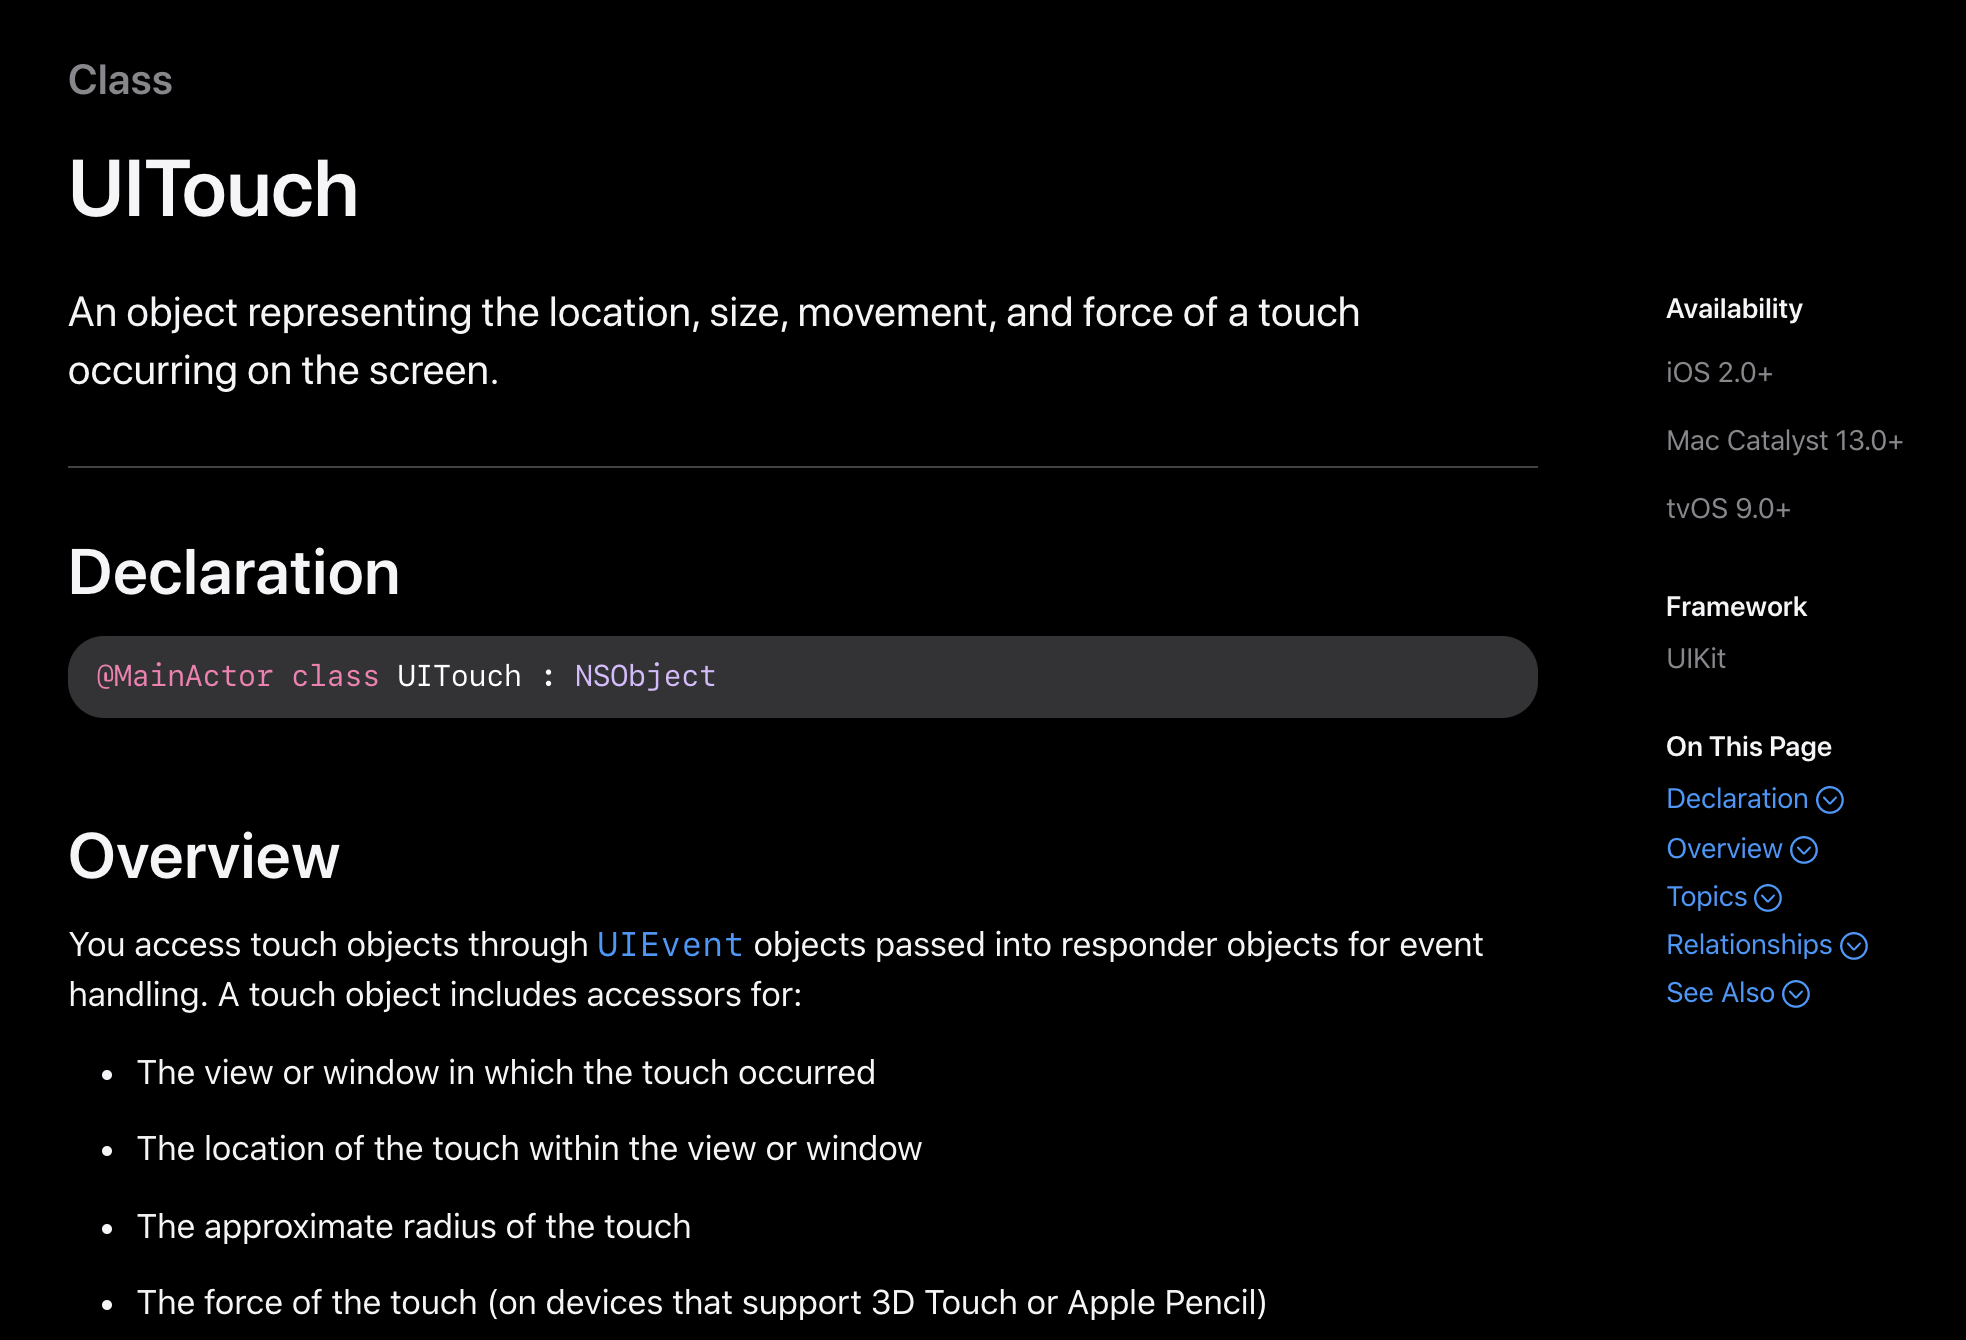 Class
UITouch
An object representing the location, size, movement, and force of a touch
occurring on the screen.
Declaration
@MainActor class UITouch : NSObject
Overview
You access touch objects through UIEvent objects passed into responder objects for event
handling. A touch object includes accessors for:
• The view or window in which the touch occurred
• The location of the touch within the view or window
• The approximate radius of the touch
• The force of the touch (on devices that support 3D Touch or Apple Pencil)
Availability
iOS 2.0+
Mac Catalyst 13.0+
tvOS 9.0+
Framework
UIKit
On This Page
Declaration
Overview
Topics
Relationships
See Also